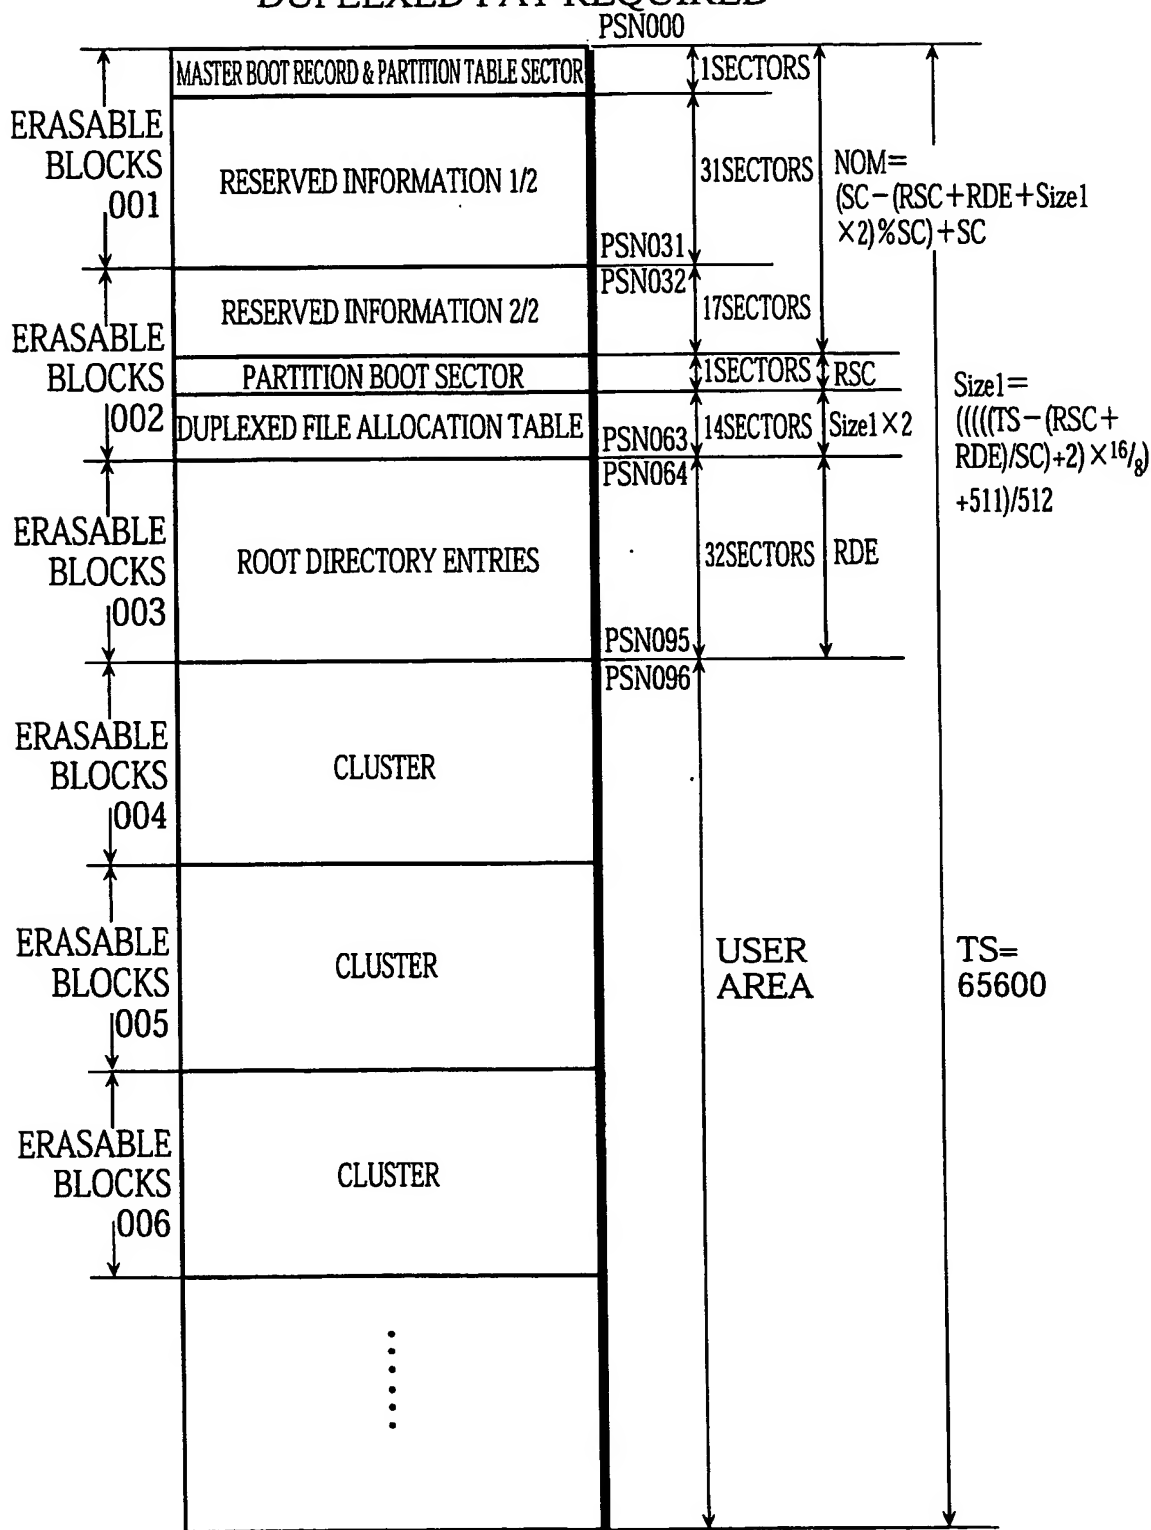 DUPLEXED FAT REQUIRED
PSN000
MASTER BOOT RECORD & PARTITION TABLE SECTOR
1SECTORS
ERASABLE
BLOCKS
001
RESERVED INFORMATION 1/2
31SECTORS
NOM=
(SC−(RSC+RDE+Size1
×2)%SC)+SC
PSN031
PSN032
RESERVED INFORMATION 2/2
17SECTORS
ERASABLE
BLOCKS
002
PARTITION BOOT SECTOR
1SECTORS
RSC
DUPLEXED FILE ALLOCATION TABLE
PSN063
14SECTORS
Size1×2
Size1=
(((((TS−(RSC+
RDE)/SC)+2)×16/8)
+511)/512
PSN064
ERASABLE
BLOCKS
003
ROOT DIRECTORY ENTRIES
32SECTORS
RDE
PSN095
PSN096
ERASABLE
BLOCKS
004
CLUSTER
ERASABLE
BLOCKS
005
CLUSTER
USER
AREA
TS=
65600
ERASABLE
BLOCKS
006
CLUSTER